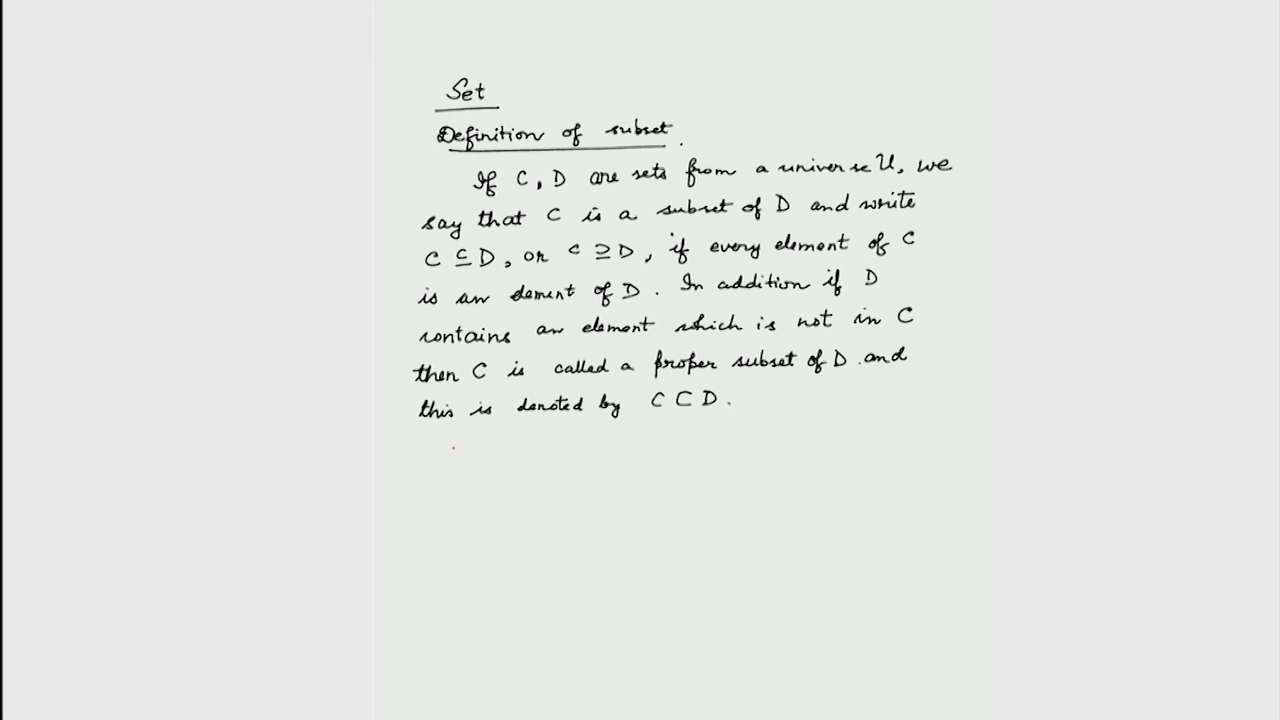 Set
Definition of subset.
If C, D are sets from a universe U, we
say that C is a subset of D and write
C ⊆ D, or C ⊇ D, if every element of C
is an element of D. In addition if D
contains an element which is not in C
then C is called a proper subset of D and
this is denoted by C ⊂ D.